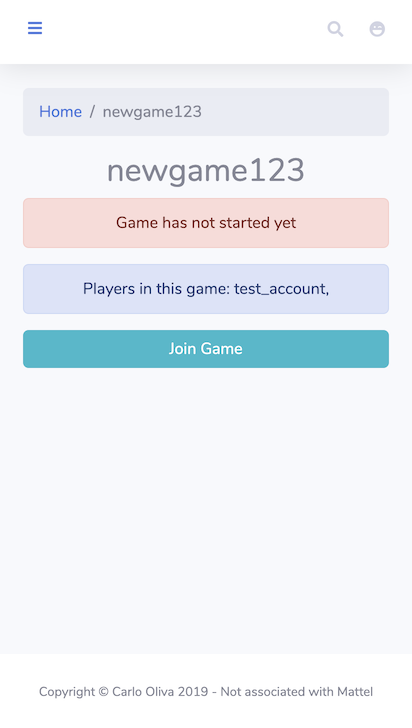 Home / newgame123
newgame123
Game has not started yet
Players in this game: test_account,
Join Game
Copyright © Carlo Oliva 2019 - Not associated with Mattel